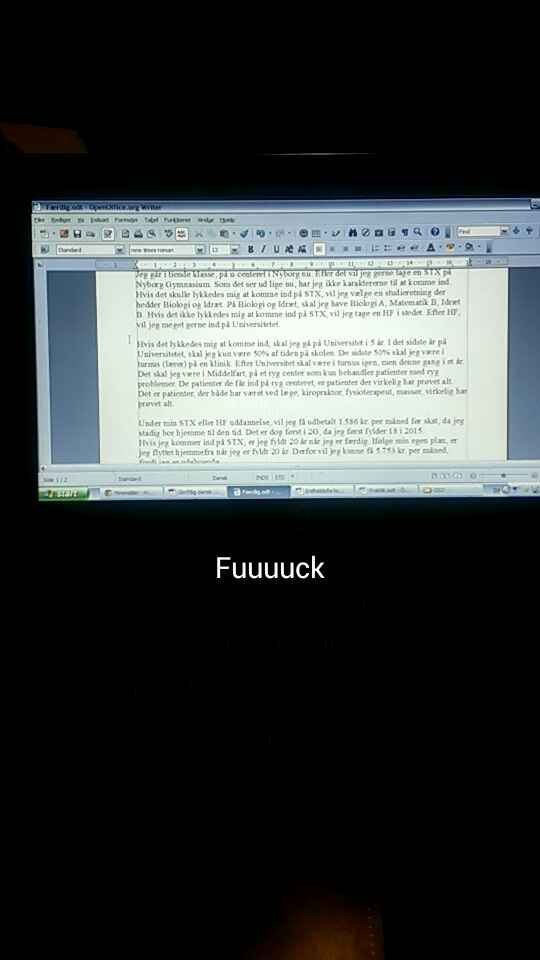 Færdig.odt - OpenOffice.org Writer
Filer Rediger Vis Indsæt Formater Tabel Funktioner Vindue Hjælp
Find
Standard 12
Jeg går i tiende klasse, på u centeret i Nyborg nu. Efter det vil jeg gerne tage en STX på
Nyborg Gymnasium. Som det ser ud lige nu, har jeg ikke karaktererne til at komme ind.
Hvis det skulle lykkedes mig at komme ind på STX, vil jeg vælge en studieretning der
hedder Biologi og Idræt. På Biologi og Idræt, skal jeg have Biologi A, Matematik B, Idræt
B. Hvis det ikke lykkedes mig at komme ind på STX, vil jeg tage en HF i stedet. Efter HF,
vil jeg meget gerne ind på Universitetet.
Hvis det lykkedes mig at komme ind, skal jeg gå på Universitet i 5 år. I det sidste år på
Universitetet, skal jeg kun være 50% af tiden på skolen. De sidste 50% skal jeg være i
turnus (lære) på en klinik. Efter Universitet skal være i turnus igen, men denne gang i et år.
Det skal jeg være i Middelfart, på et ryg center som kun behandler patienter med ryg
problemer. De patienter de får ind på ryg centeret, er patienter der virkelig har prøvet alt.
Det er patienter, der både har været ved læge, kiropraktor, fysioterapeut, massør, virkelig har
prøvet alt.
Under min STX eller HF uddannelse, vil jeg få udbetalt 1.586 kr. per måned før skat, da jeg
stadig bor hjemme til den tid. Det er dog først i 2G, da jeg først fylder 18 i 2015.
Hvis jeg kommer ind på STX, er jeg fyldt 20 år når jeg er færdig. Ifølge min egen plan, er
jeg flyttet hjemmefra når jeg er fyldt 20 år. Derfor vil jeg kunne få 5.753 kr. per måned,
fordi jeg er udeboende
Side 1 / 2 Standard Dansk INDS STD
start Færdig.odt - O...
Fuuuuck